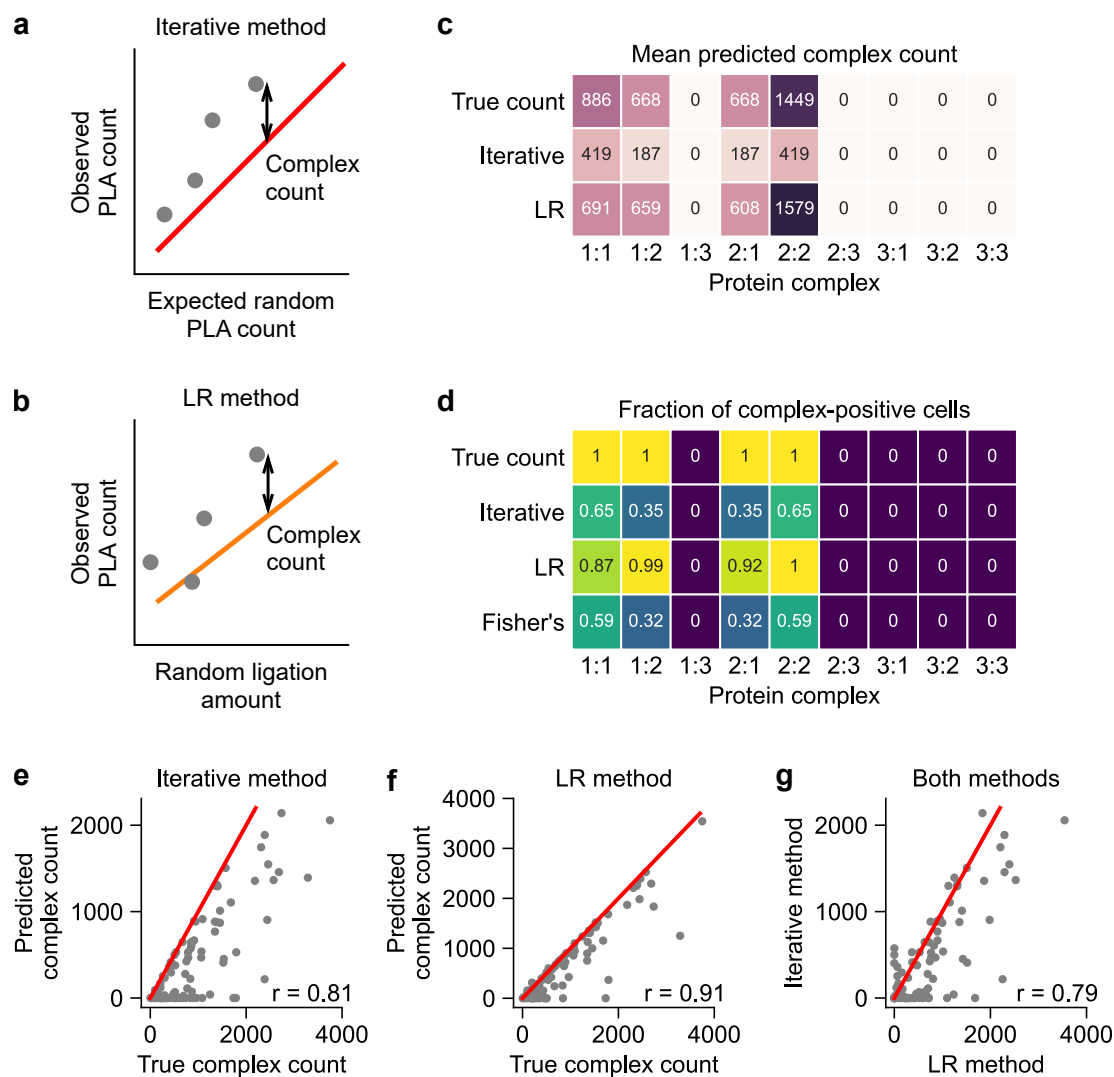 a
Iterative method
Observed
PLA count
Complex
count
Expected random
PLA count
b
LR method
Observed
PLA count
Complex
count
Random ligation
amount
c
Mean predicted complex count
True count 886 668 0 668 1449 0 0 0 0
Iterative 419 187 0 187 419 0 0 0 0
LR 691 659 0 608 1579 0 0 0 0
1:1 1:2 1:3 2:1 2:2 2:3 3:1 3:2 3:3
Protein complex
d
Fraction of complex-positive cells
True count 1 1 0 1 1 0 0 0 0
Iterative 0.65 0.35 0 0.35 0.65 0 0 0 0
LR 0.87 0.99 0 0.92 1 0 0 0 0
Fisher's 0.59 0.32 0 0.32 0.59 0 0 0 0
1:1 1:2 1:3 2:1 2:2 2:3 3:1 3:2 3:3
Protein complex
e
Iterative method
Predicted
complex count
2000
1000
0
r = 0.81
0 2000 4000
True complex count
f
LR method
Predicted
complex count
4000
3000
2000
1000
0
r = 0.91
0 2000 4000
True complex count
g
Both methods
Iterative method
2000
1000
0
r = 0.79
0 2000 4000
LR method